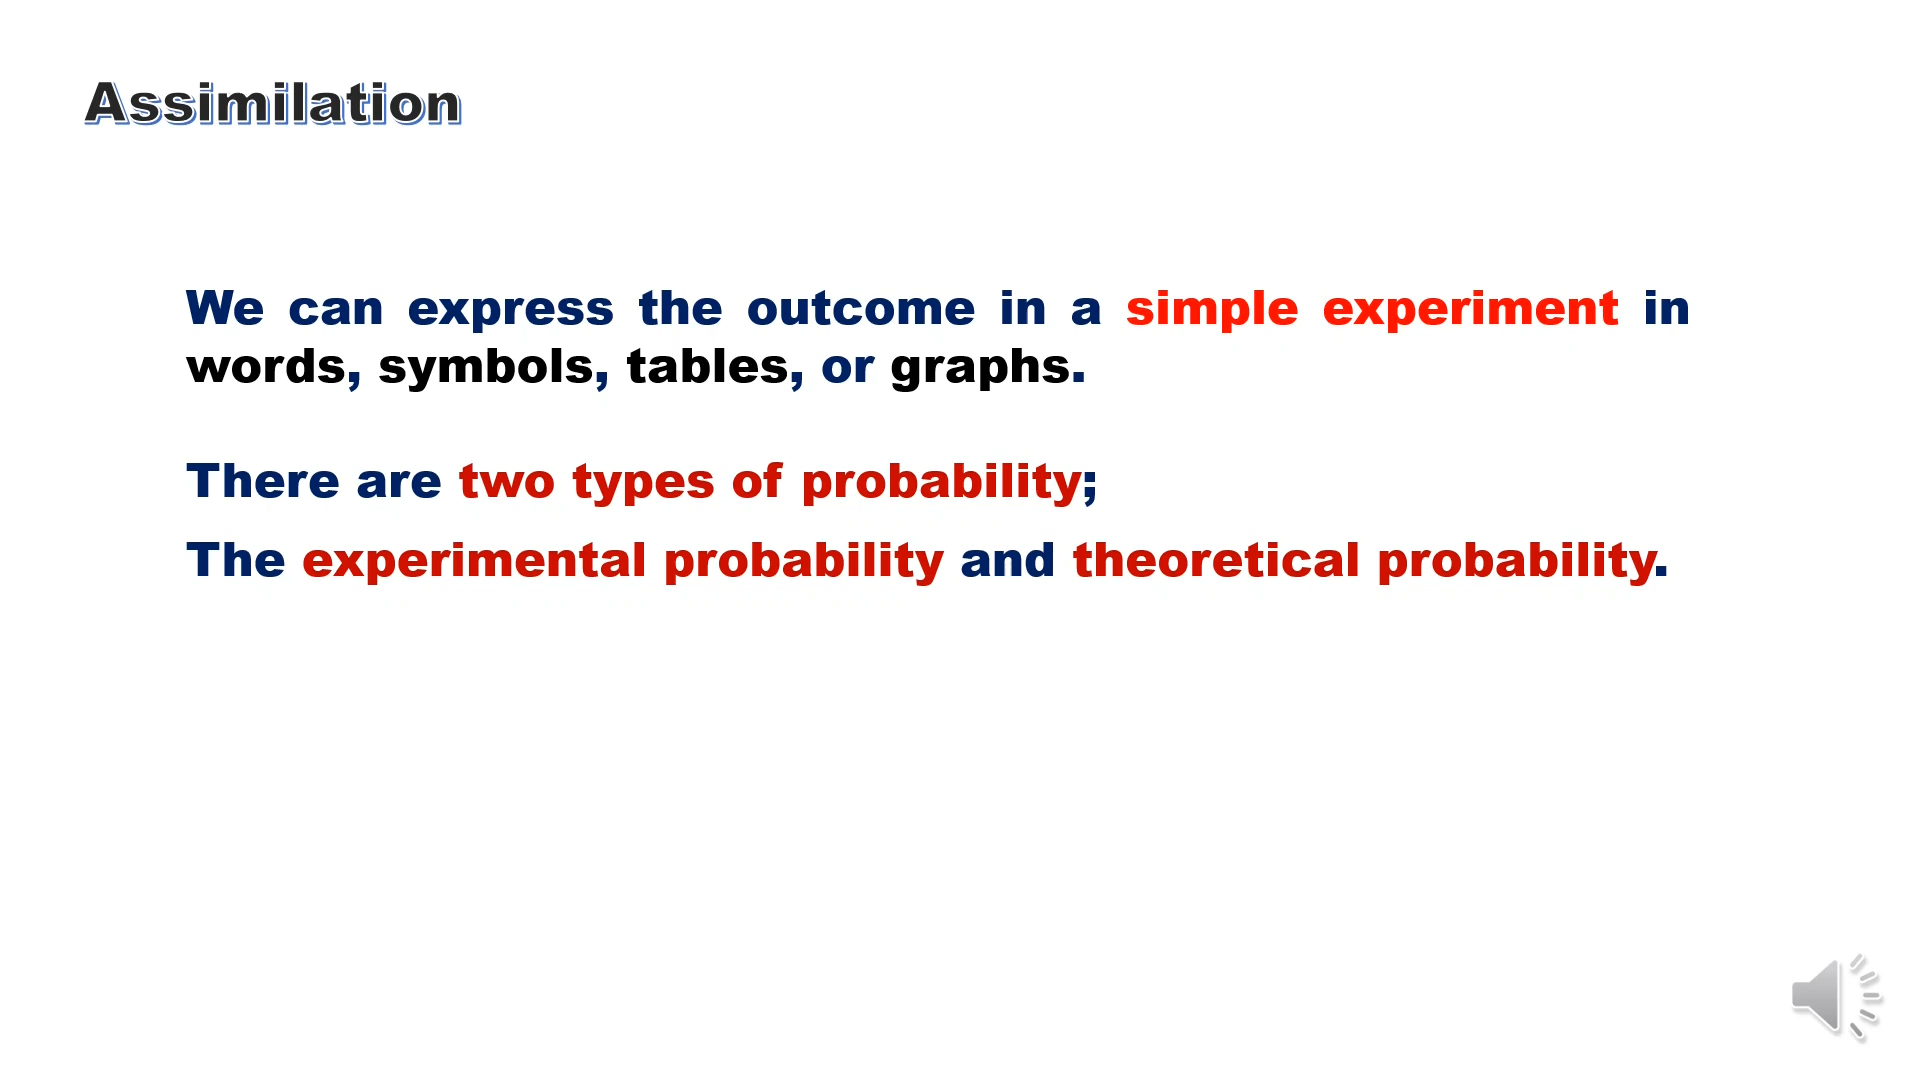 Assimilation
We can express the outcome in a simple experiment in
words, symbols, tables, or graphs.
There are two types of probability;
The experimental probability and theoretical probability.